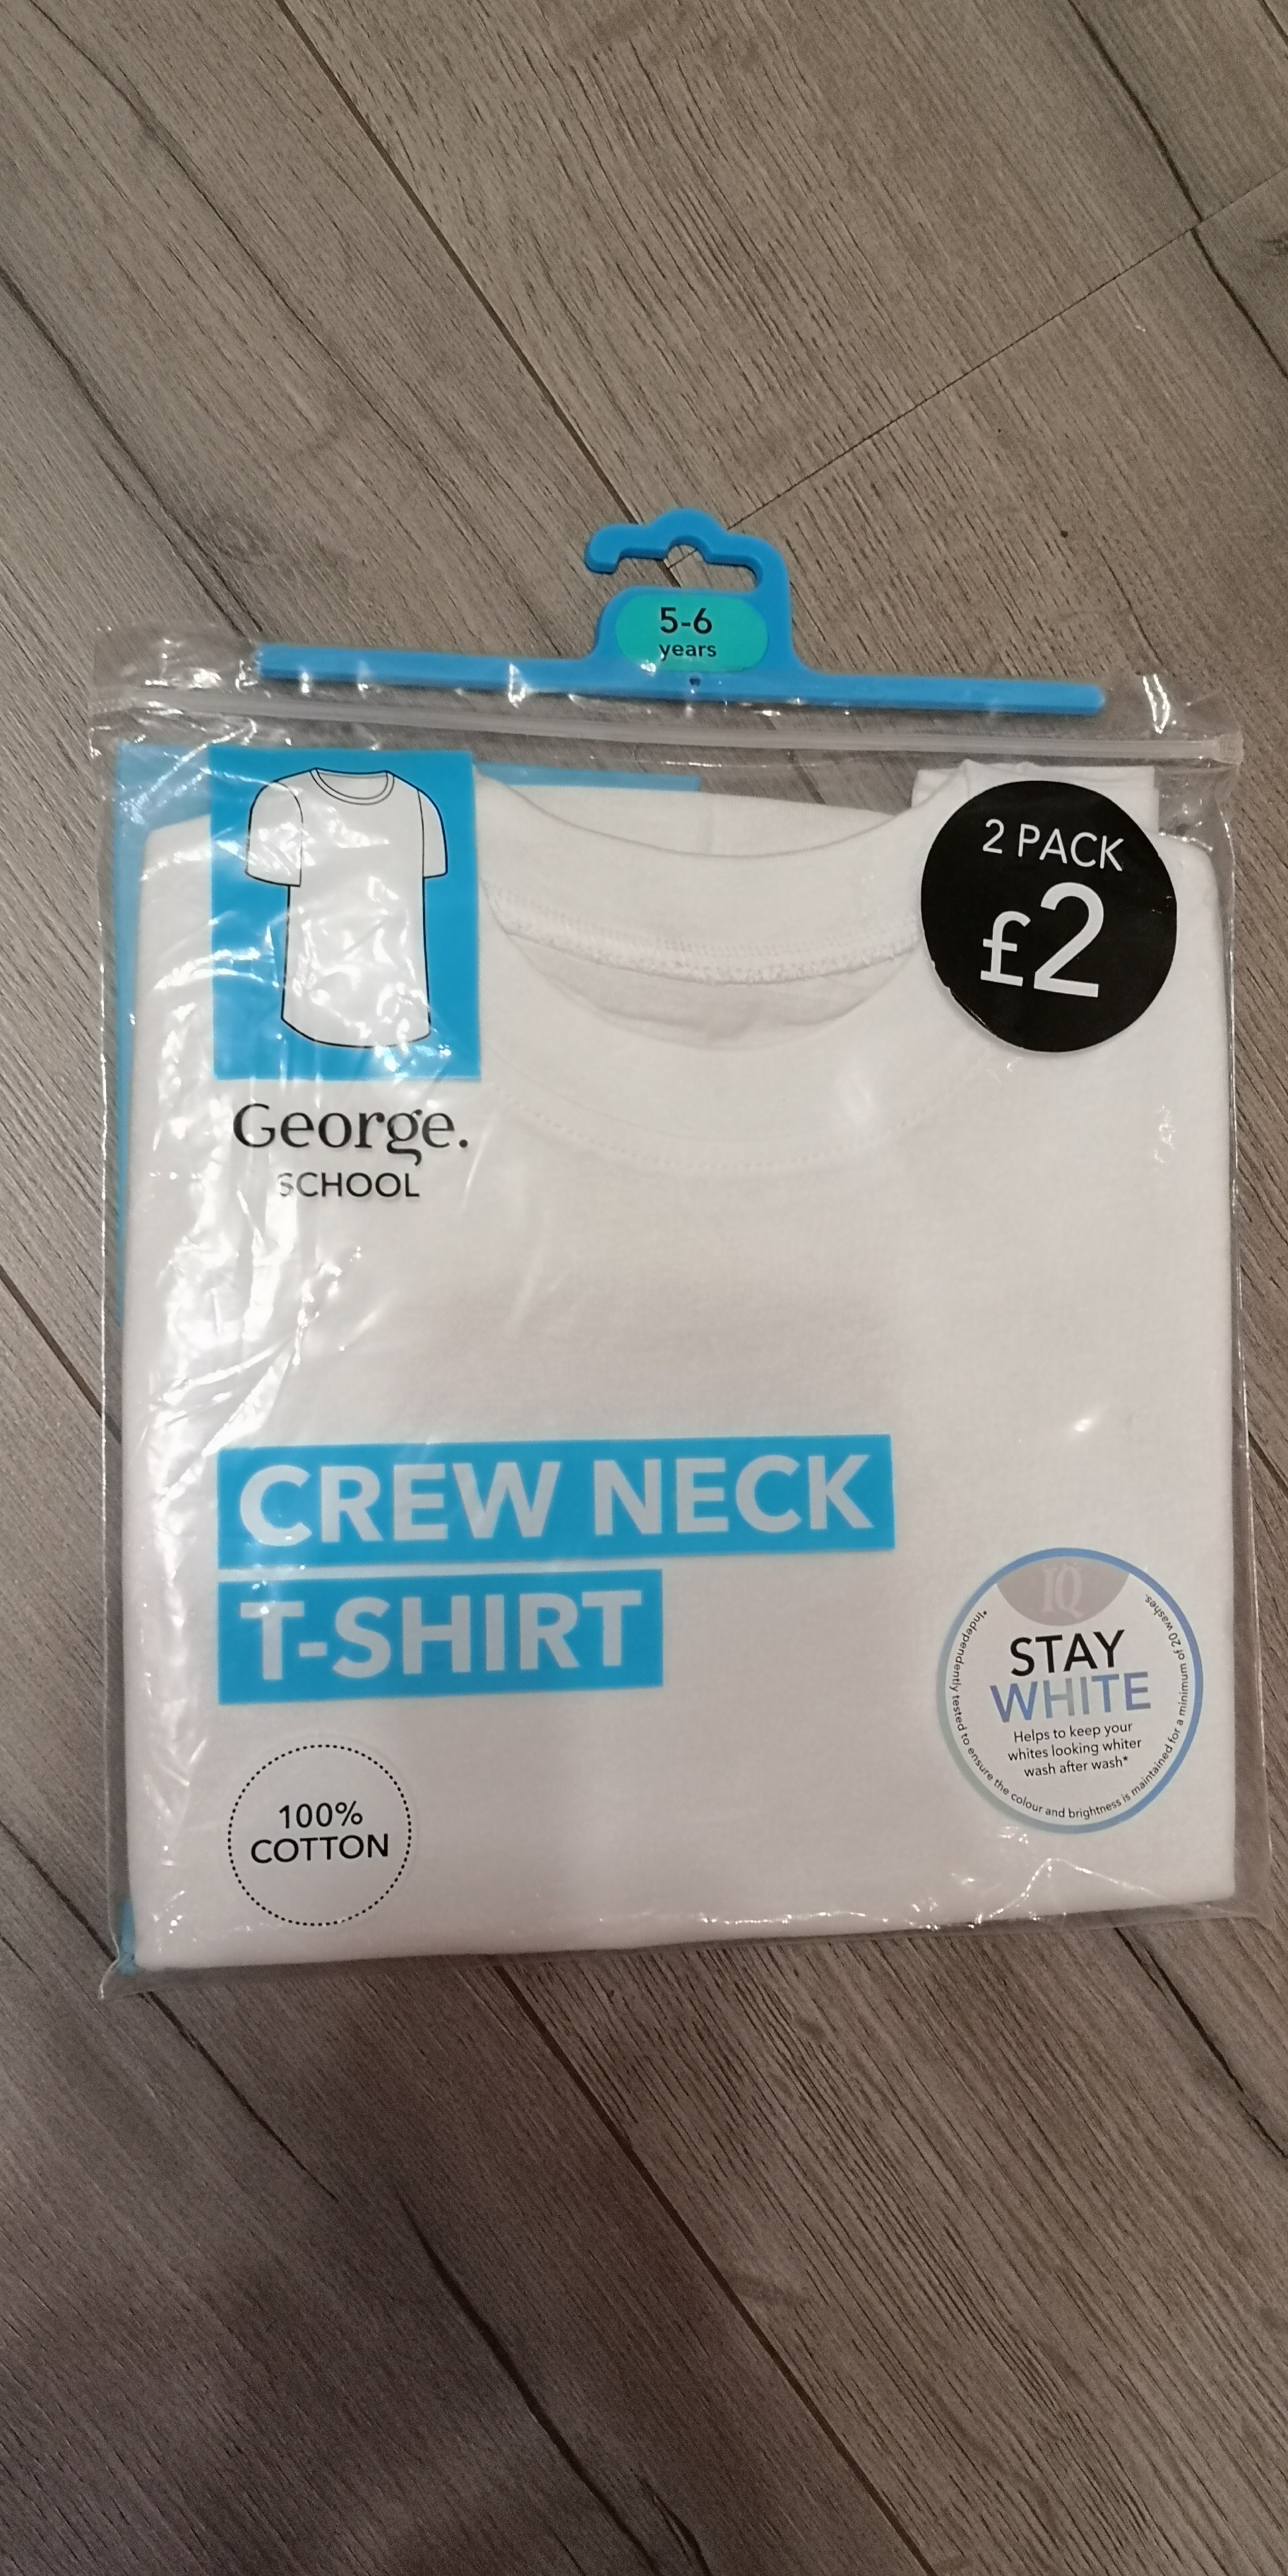 5-6
years
2 PACK
£2
George.
SCHOOL
CREW NECK
T-SHIRT
IQ
STAY
WHITE
Helps to keep your
whites looking whiter
wash after wash*
*Independently tested to ensure the colour and brightness is maintained for a minimum of 20 washes.
100%
COTTON